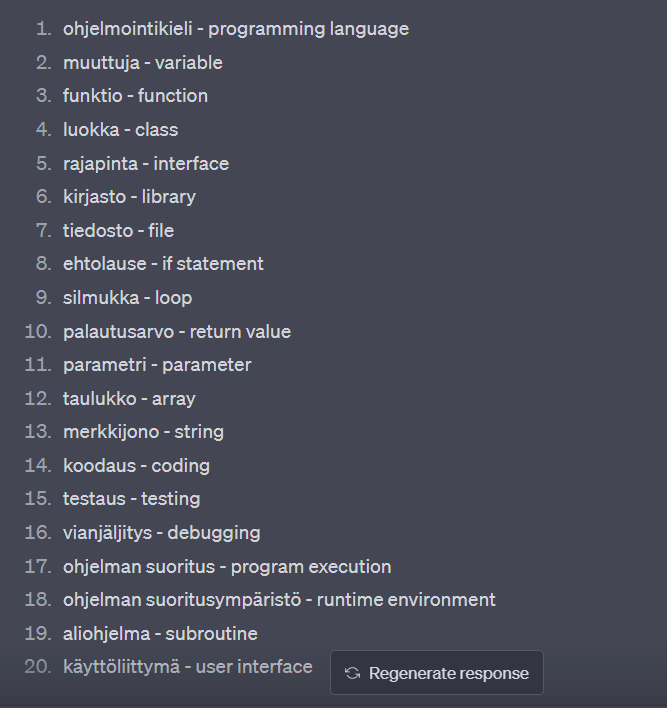 1. ohjelmointikieli - programming language
2. muuttuja - variable
3. funktio - function
4. luokka - class
5. rajapinta - interface
6. kirjasto - library
7. tiedosto - file
8. ehtolause - if statement
9. silmukka - loop
10. palautusarvo - return value
11. parametri - parameter
12. taulukko - array
13. merkkijono - string
14. koodaus - coding
15. testaus - testing
16. vianjäljitys - debugging
17. ohjelman suoritus - program execution
18. ohjelman suoritusympäristö - runtime environment
19. aliohjelma - subroutine
20. käyttöliittymä - user interface
Regenerate response